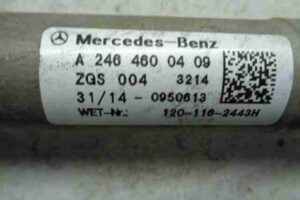 Mercedes-Benz
A 246 460 04 09
ZGS 004 3214
31/14-0950613
WET-Nr.: 120-116-2443H